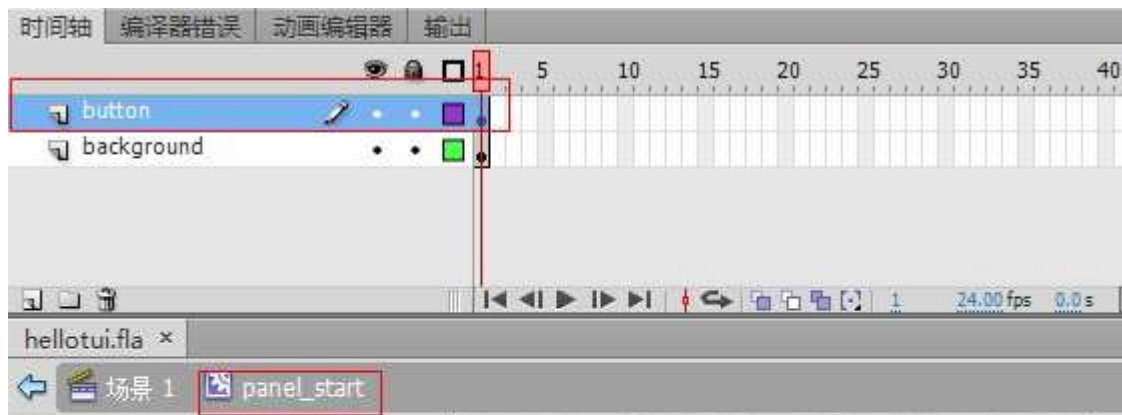 时间轴 编译器错误 动画编辑器 输出
1 5 10 15 20 25 30 35 40
button
background
1 24.00 fps 0.0 s
hellotui.fla ×
场景 1 panel_start